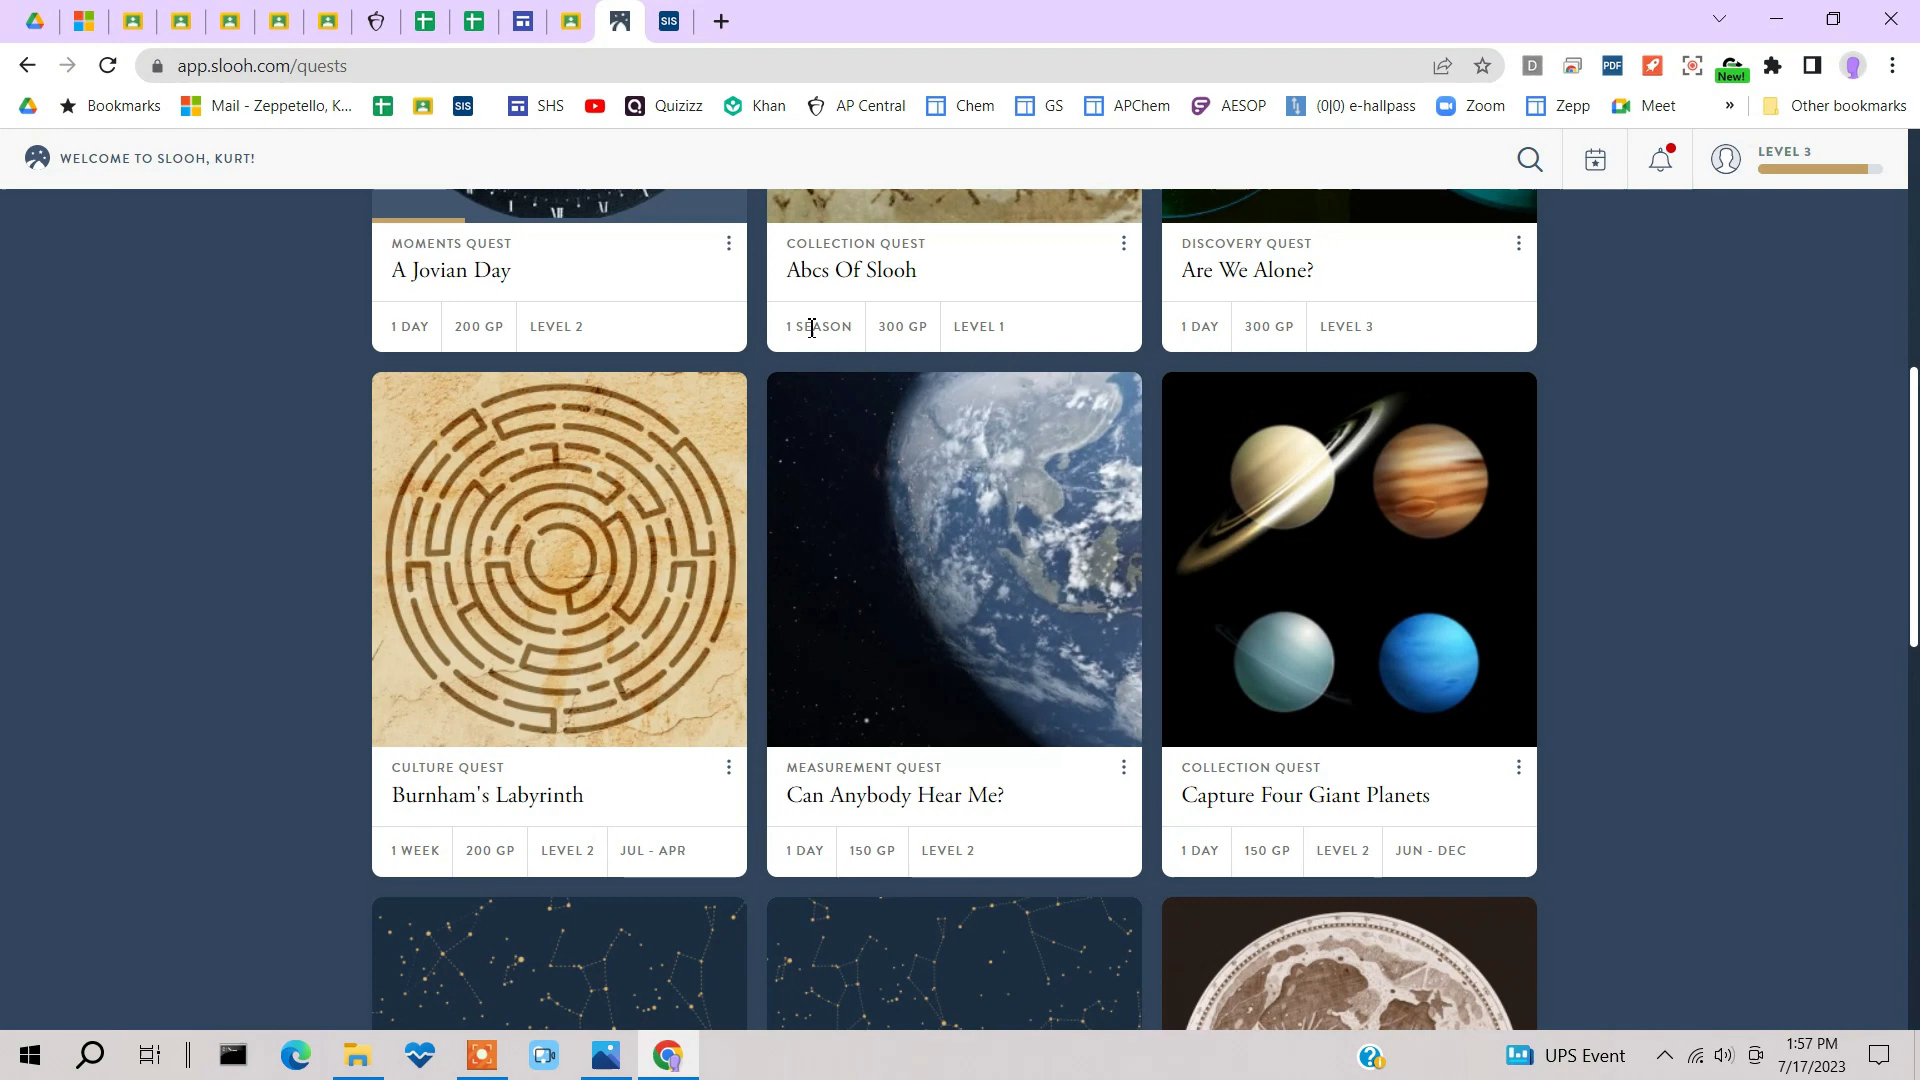 SIS
app.slooh.com/quests
D
PDF
New!
Bookmarks
Mail - Zeppetello, K...
SIS
SHS
Quizizz
Khan
AP Central
Chem
GS
APChem
AESOP
(0|0) e-hallpass
Zoom
Zepp
Meet
»
Other bookmarks
WELCOME TO SLOOH, KURT!
LEVEL 3
MOMENTS QUEST
A Jovian Day
1 DAY
200 GP
LEVEL 2
COLLECTION QUEST
Abcs Of Slooh
1 SEASON
300 GP
LEVEL 1
DISCOVERY QUEST
Are We Alone?
1 DAY
300 GP
LEVEL 3
CULTURE QUEST
Burnham's Labyrinth
1 WEEK
200 GP
LEVEL 2
JUL - APR
MEASUREMENT QUEST
Can Anybody Hear Me?
1 DAY
150 GP
LEVEL 2
COLLECTION QUEST
Capture Four Giant Planets
1 DAY
150 GP
LEVEL 2
JUN - DEC
UPS Event
1:57 PM
7/17/2023